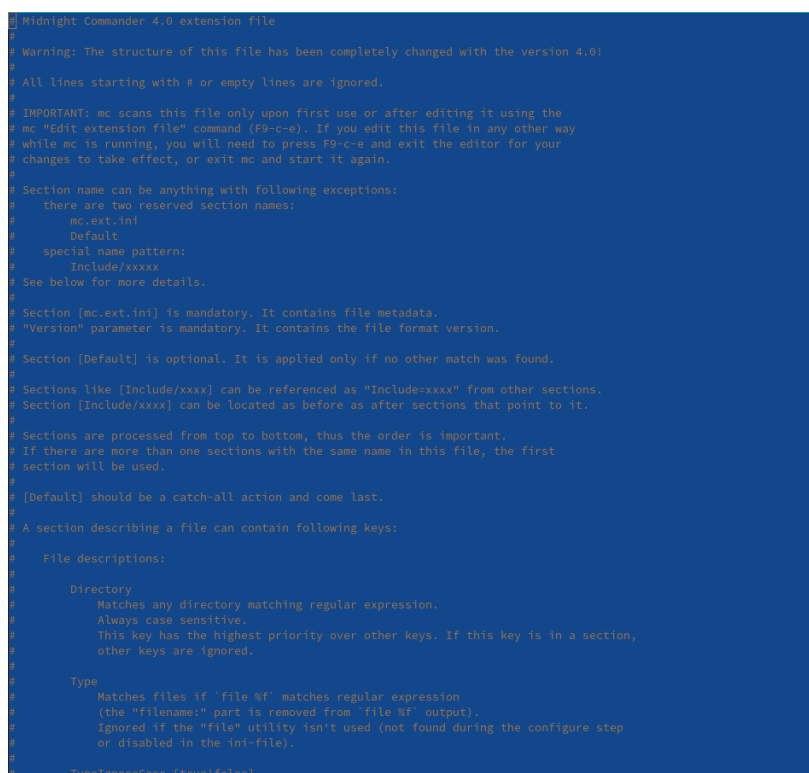 # Midnight Commander 4.0 extension file
#
# Warning: The structure of this file has been completely changed with the version 4.0!
#
# All lines starting with # or empty lines are ignored.
#
# IMPORTANT: mc scans this file only upon first use or after editing it using the
# mc "Edit extension file" command (F9-c-e). If you edit this file in any other way
# while mc is running, you will need to press F9-c-e and exit the editor for your
# changes to take effect, or exit mc and start it again.
#
# Section name can be anything with following exceptions:
#    there are two reserved section names:
#        mc.ext.ini
#        Default
#    special name pattern:
#        Include/xxxxx
# See below for more details.
#
# Section [mc.ext.ini] is mandatory. It contains file metadata.
# "Version" parameter is mandatory. It contains the file format version.
#
# Section [Default] is optional. It is applied only if no other match was found.
#
# Sections like [Include/xxxx] can be referenced as "Include=xxxx" from other sections.
# Section [Include/xxxx] can be located as before as after sections that point to it.
#
# Sections are processed from top to bottom, thus the order is important.
# If there are more than one sections with the same name in this file, the first
# section will be used.
#
# [Default] should be a catch-all action and come last.
#
# A section describing a file can contain following keys:
#
#    File descriptions:
#
#        Directory
#            Matches any directory matching regular expression.
#            Always case sensitive.
#            This key has the highest priority over other keys. If this key is in a section,
#            other keys are ignored.
#
#        Type
#            Matches files if `file %f` matches regular expression
#            (the "filename:" part is removed from `file %f` output).
#            Ignored if the "file" utility isn't used (not found during the configure step
#            or disabled in the ini-file).
#
#        TypeIgnoreCase [true|false]